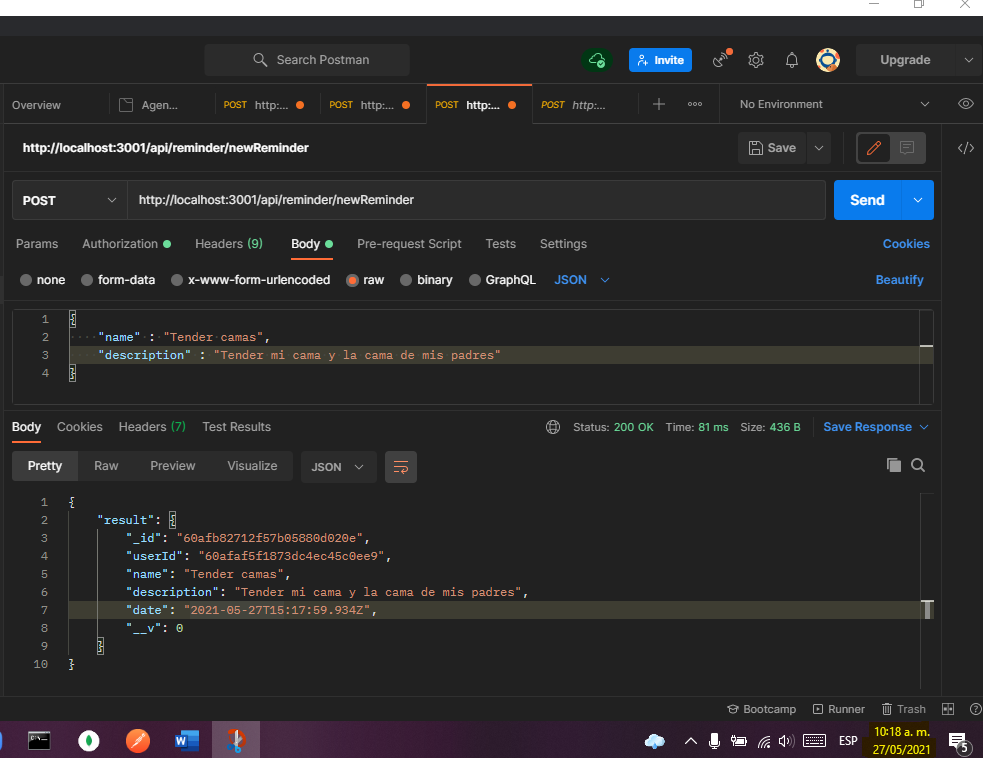 Search Postman
Invite
Upgrade
Overview
Agen...
POST http:...
POST http:...
POST http:...
POST http:...
No Environment
http://localhost:3001/api/reminder/newReminder
Save
</>
POST
http://localhost:3001/api/reminder/newReminder
Send
Params
Authorization
Headers (9)
Body
Pre-request Script
Tests
Settings
Cookies
none
form-data
x-www-form-urlencoded
raw
binary
GraphQL
JSON
Beautify
1 {
2 "name" : "Tender camas",
3 "description" : "Tender mi cama y la cama de mis padres"
4 }
Body
Cookies
Headers (7)
Test Results
Status: 200 OK
Time: 81 ms
Size: 436 B
Save Response
Pretty
Raw
Preview
Visualize
JSON
1 {
2 "result": {
3 "_id": "60afb82712f57b05880d020e",
4 "userId": "60afaf5f1873dc4ec45c0ee9",
5 "name": "Tender camas",
6 "description": "Tender mi cama y la cama de mis padres",
7 "date": "2021-05-27T15:17:59.934Z",
8 "__v": 0
9 }
10 }
Bootcamp
Runner
Trash
W
ESP
10:18 a. m.
27/05/2021
5